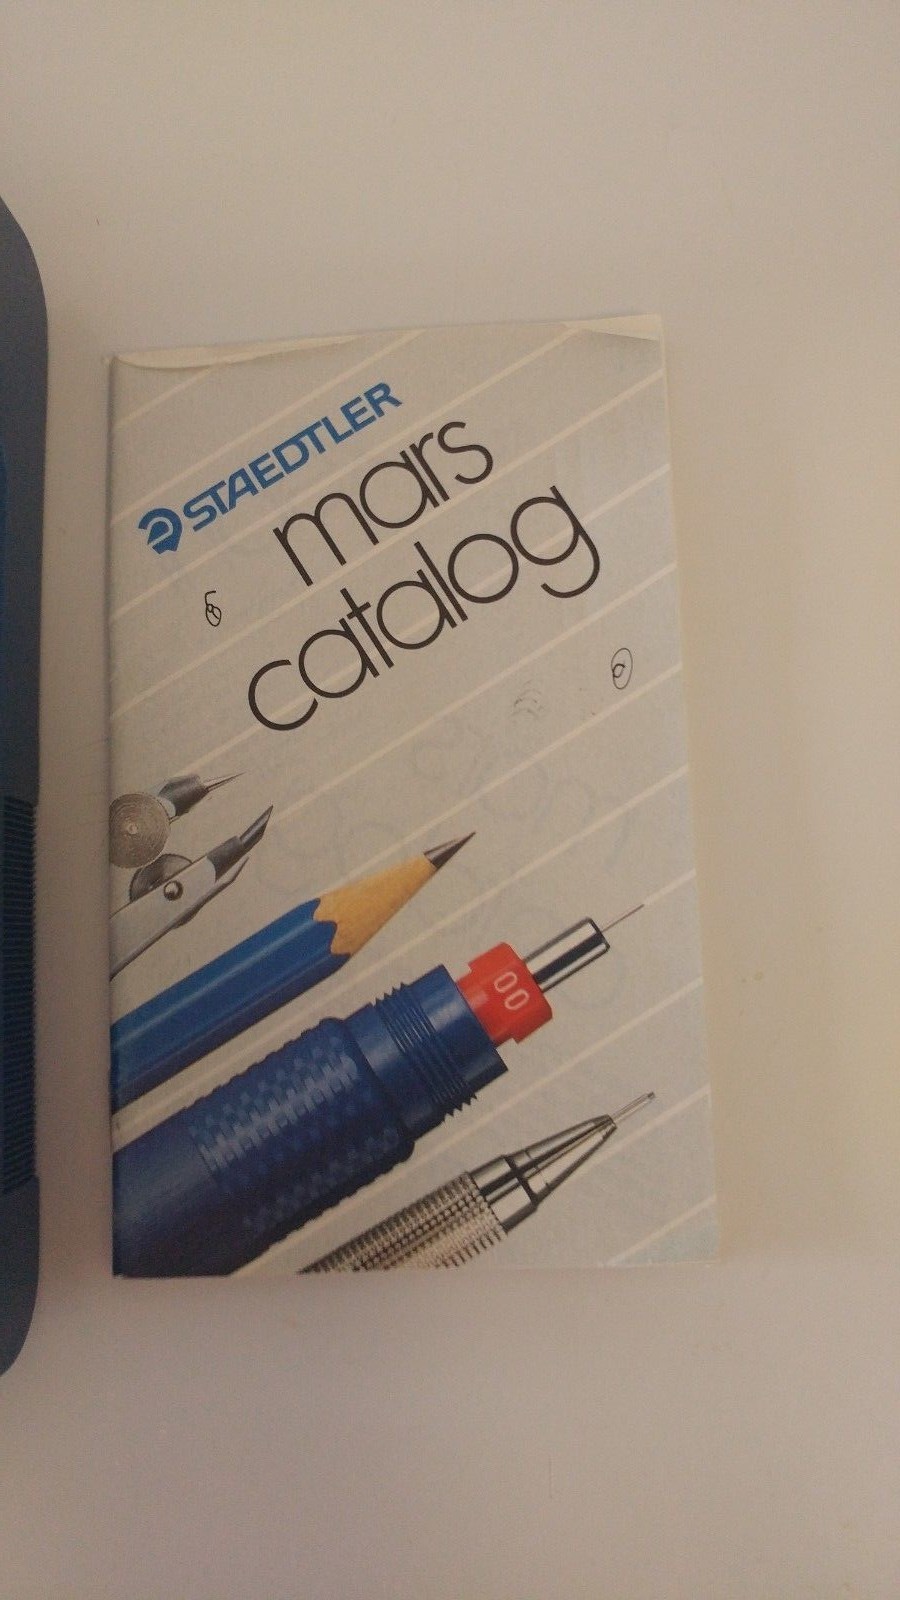 STAEDTLER
mars
catalog
00